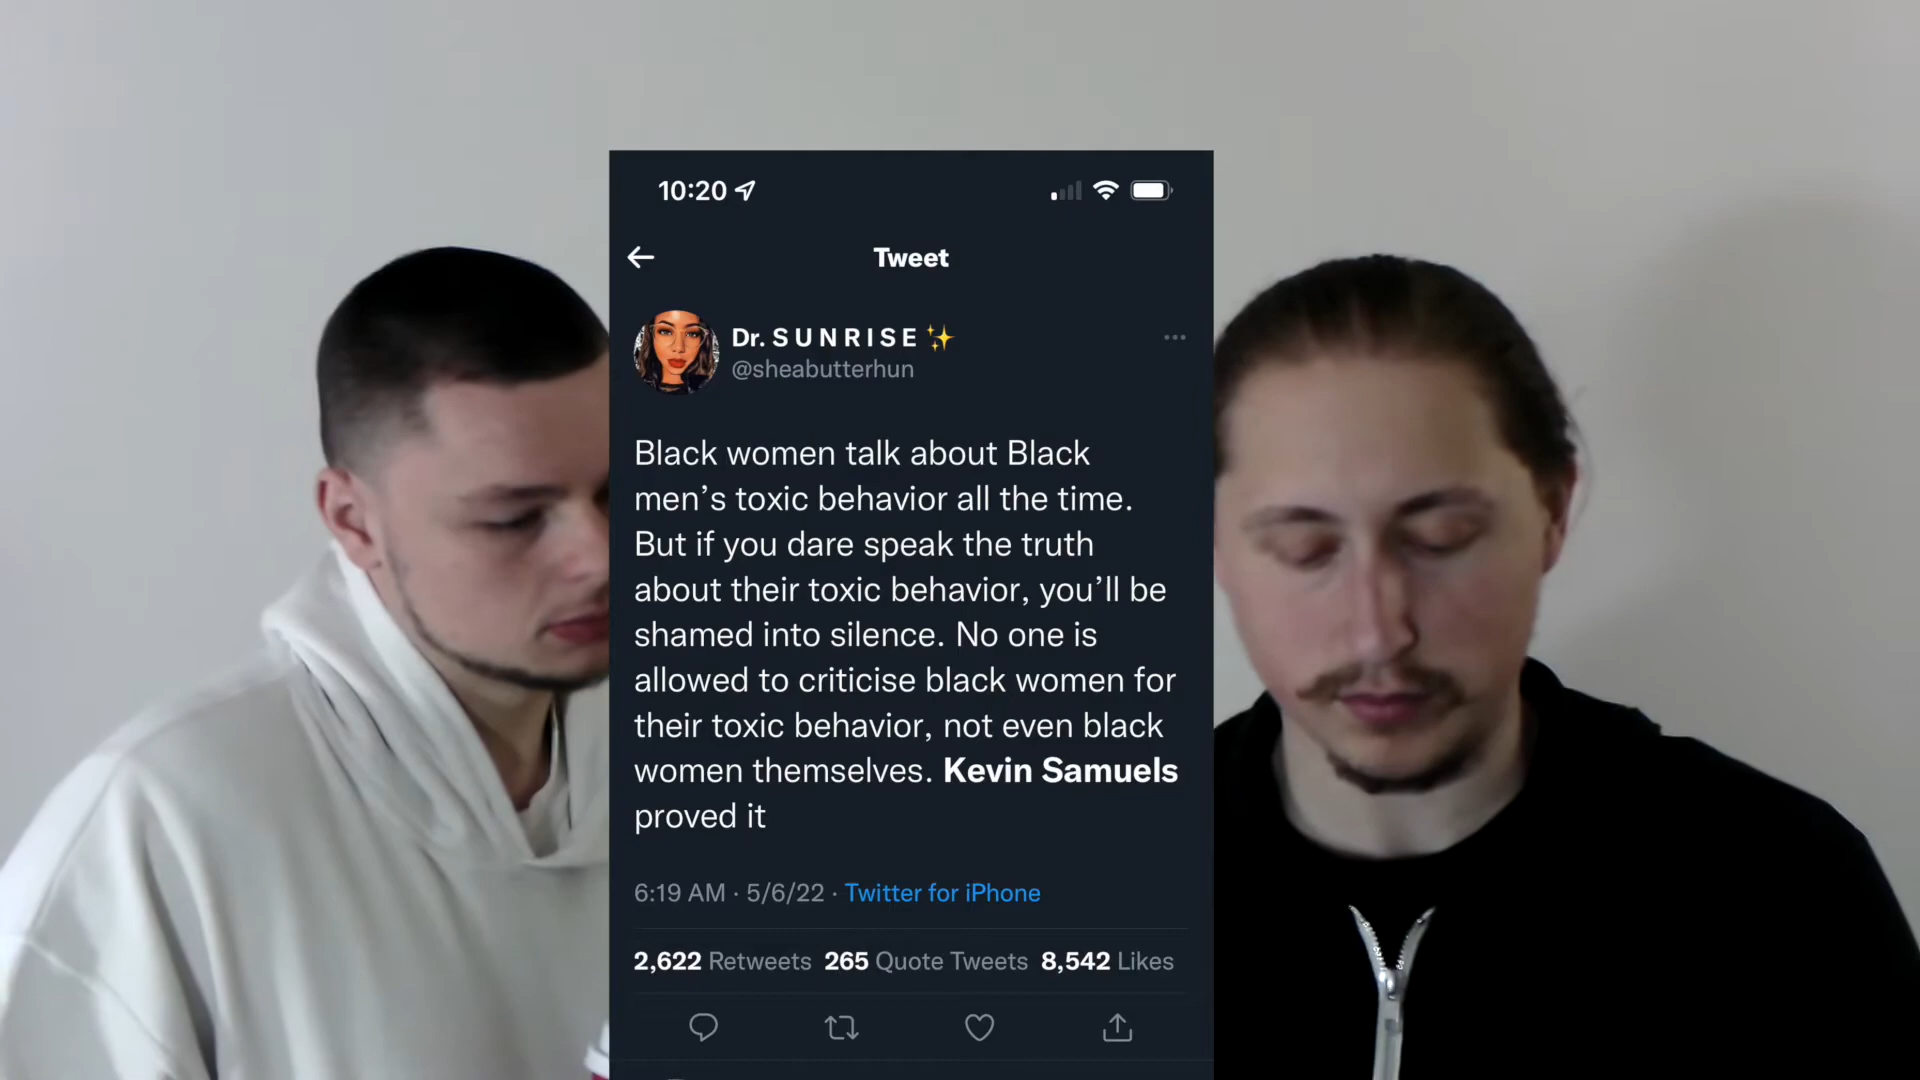 10:20
Tweet
Dr. S U N R I S E ✨
@sheabutterhun
Black women talk about Black
men’s toxic behavior all the time.
But if you dare speak the truth
about their toxic behavior, you’ll be
shamed into silence. No one is
allowed to criticise black women for
their toxic behavior, not even black
women themselves. Kevin Samuels
proved it
6:19 AM · 5/6/22 · Twitter for iPhone
2,622 Retweets 265 Quote Tweets 8,542 Likes